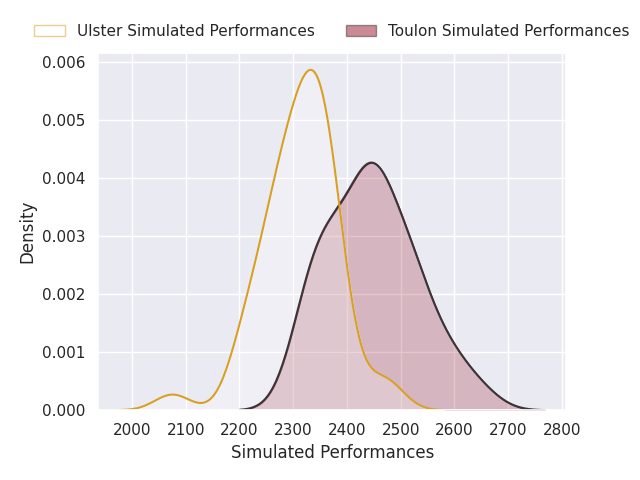 Ulster Simulated Performances
Toulon Simulated Performances
0.006
0.005
0.004
0.003
0.002
0.001
0.000
Density
2000 2100 2200 2300 2400 2500 2600 2700 2800
Simulated Performances